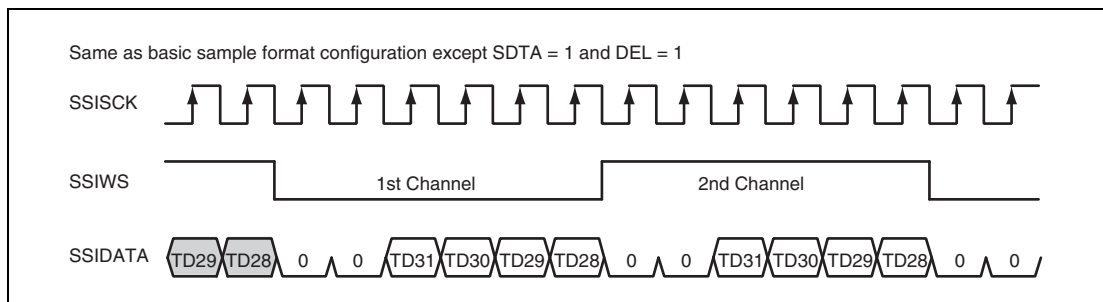 Same as basic sample format configuration except SDTA = 1 and DEL = 1
SSISCK
SSIWS 1st Channel 2nd Channel
SSIDATA TD29 TD28 0 0 TD31 TD30 TD29 TD28 0 0 TD31 TD30 TD29 TD28 0 0